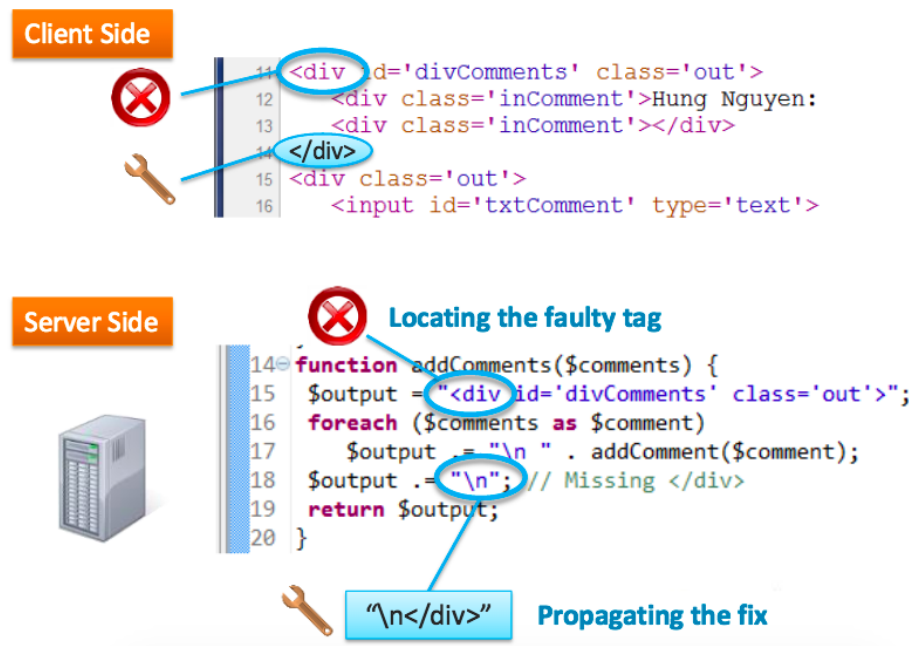 Client Side
11 <div id='divComments' class='out'>
12 <div class='inComment'>Hung Nguyen:
13 <div class='inComment'></div>
14 </div>
15 <div class='out'>
16 <input id='txtComment' type='text'>
Server Side
Locating the faulty tag
14 function addComments($comments) {
15 $output = "<div id='divComments' class='out'>";
16 foreach ($comments as $comment)
17 $output .= "\n " . addComment($comment);
18 $output .= "\n"; // Missing </div>
19 return $output;
20 }
“\n</div>”
Propagating the fix